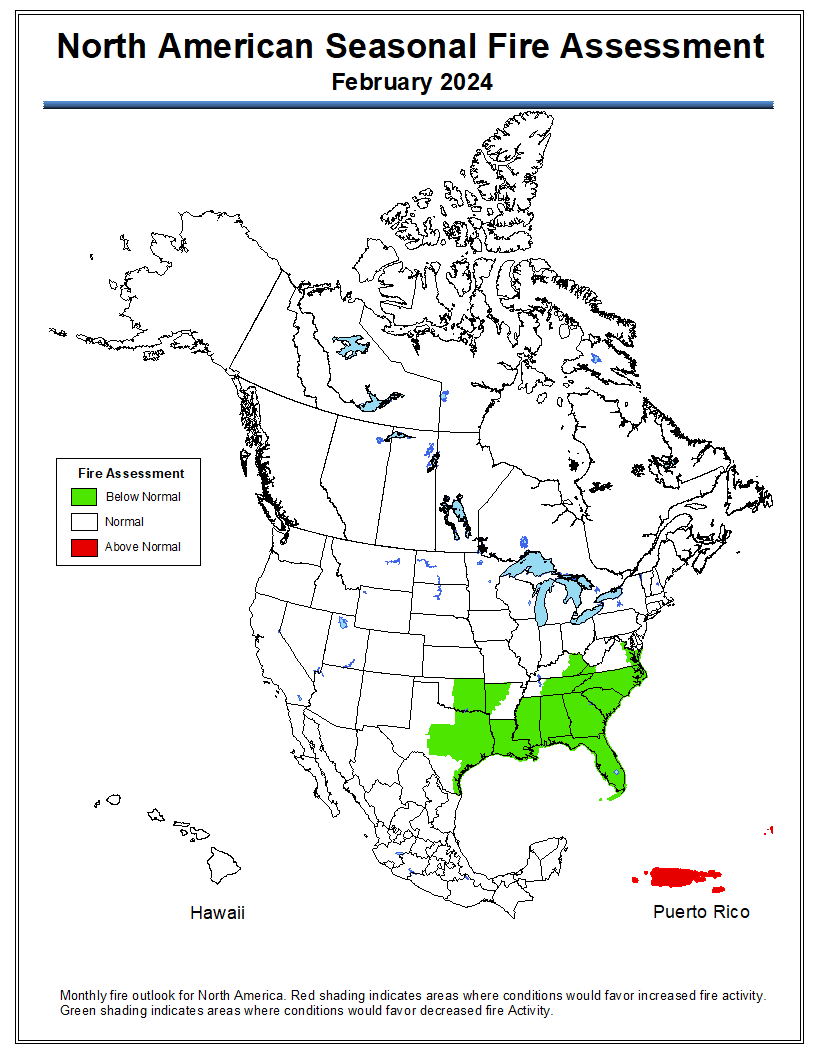 North American Seasonal Fire Assessment
February 2024
Fire Assessment
Below Normal
Normal
Above Normal
Hawaii
Puerto Rico
Monthly fire outlook for North America. Red shading indicates areas where conditions would favor increased fire activity.
Green shading indicates areas where conditions would favor decreased fire Activity.